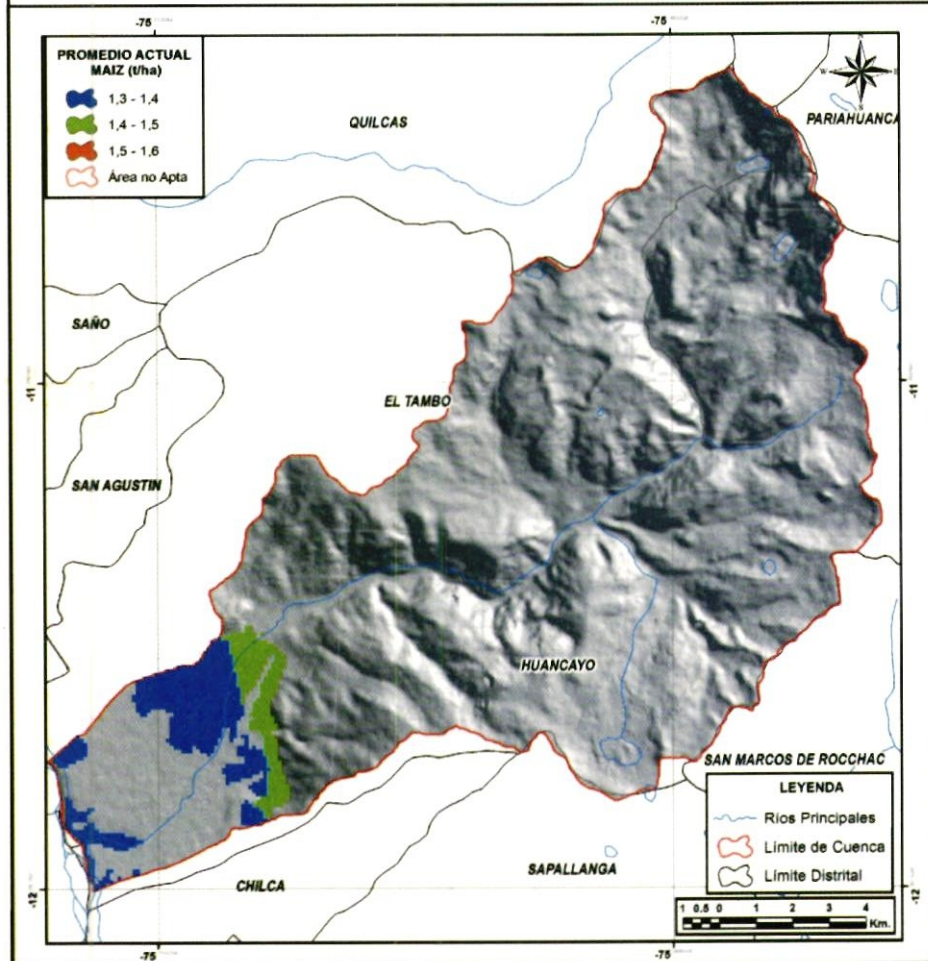 -75
-75
PROMEDIO ACTUAL
MAIZ (t/ha)
1,3 - 1,4
1,4 - 1,5
1,5 - 1,6
Área no Apta
N
W
E
S
QUILCAS
PARIAHUANCA
SAÑO
-11
-11
EL TAMBO
SAN AGUSTIN
HUANCAYO
SAN MARCOS DE ROCCHAC
LEYENDA
Ríos Principales
Límite de Cuenca
Límite Distrital
SAPALLANGA
CHILCA
-12
-12
1 0.5 0 1 2 3 4
Km.
-75
-75